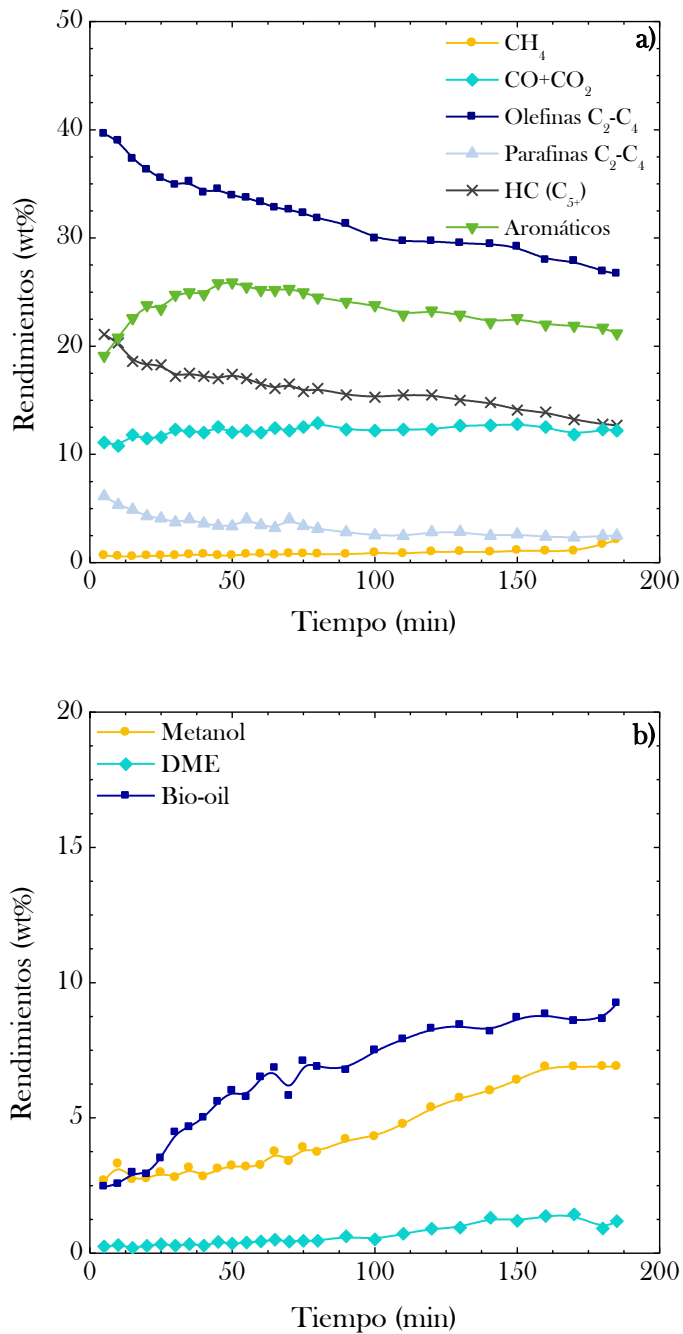 a)
CH₄
CO+CO₂
Olefinas C₂-C₄
Parafinas C₂-C₄
HC (C₅₊)
Aromáticos
50
40
30
20
10
0
Rendimientos (wt%)
0 50 100 150 200
Tiempo (min)
b)
Metanol
DME
Bio-oil
20
15
10
5
0
Rendimientos (wt%)
0 50 100 150 200
Tiempo (min)